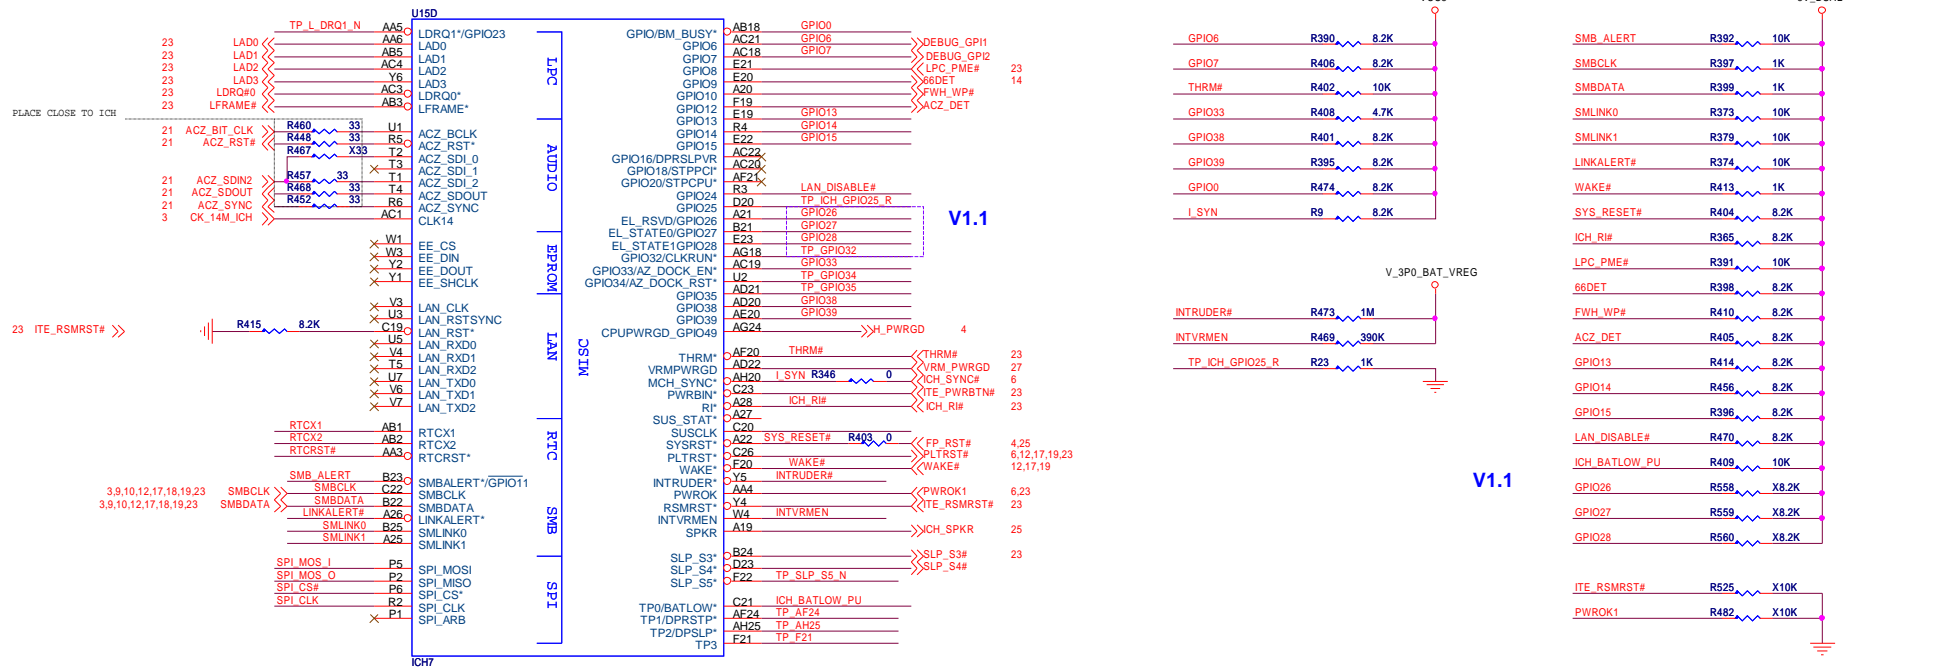 U15D
TP_L_DRQ1_N AA5 LDRQ1*/GPIO23
23 LAD0 AA6 LAD0
23 LAD1 AB5 LAD1
23 LAD2 AC4 LAD2
23 LAD3 Y6 LAD3
23 LDRQ#0 AC3 LDRQ0*
23 LFRAME# AB3 LFRAME*
LPC
PLACE CLOSE TO ICH
21 ACZ_BIT_CLK R460 33 U1 ACZ_BCLK
21 ACZ_RST# R448 33 R5 ACZ_RST*
R467 X33 T2 ACZ_SDI_0
T3 ACZ_SDI_1
21 ACZ_SDIN2 R457 33 T1 ACZ_SDI_2
21 ACZ_SDOUT R468 33 T4 ACZ_SDOUT
21 ACZ_SYNC R452 33 R6 ACZ_SYNC
3 CK_14M_ICH AC1 CLK14
AUDIO
W1 EE_CS
W3 EE_DIN
Y2 EE_DOUT
Y1 EE_SHCLK
EPROM
V3 LAN_CLK
U3 LAN_RSTSYNC
23 ITE_RSMRST# R415 8.2K C19 LAN_RST*
U5 LAN_RXD0
V4 LAN_RXD1
T5 LAN_RXD2
U7 LAN_TXD0
V6 LAN_TXD1
V7 LAN_TXD2
LAN
MISC
RTCX1 AB1 RTCX1
RTCX2 AB2 RTCX2
RTCRST# AA3 RTCRST*
RTC
SMB_ALERT B23 SMBALERT*/GPIO11
3,9,10,12,17,18,19,23 SMBCLK SMBCLK C22 SMBCLK
3,9,10,12,17,18,19,23 SMBDATA SMBDATA B22 SMBDATA
LINKALERT# A26 LINKALERT*
SMLINK0 B25 SMLINK0
SMLINK1 A25 SMLINK1
SMB
SPI_MOS_I P5 SPI_MOSI
SPI_MOS_O P2 SPI_MISO
SPI_CS# P6 SPI_CS*
SPI_CLK R2 SPI_CLK
P1 SPI_ARB
SPI
ICH7
GPIO/BM_BUSY* AB18 GPIO0
GPIO6 AC21 GPIO6 DEBUG_GPI1
GPIO7 AC18 GPIO7 DEBUG_GPI2
GPIO8 E21 LPC_PME# 23
GPIO9 E20 66DET 14
GPIO10 A20 FWH_WP#
GPIO12 F19 ACZ_DET
GPIO13 E19 GPIO13
GPIO14 R4 GPIO14
GPIO15 E22 GPIO15
GPIO16/DPRSLPVR AC22
GPIO18/STPPCI* AC20
GPIO20/STPCPU* AF21
GPIO24 R3 LAN_DISABLE#
GPIO25 D20 TP_ICH_GPIO25_R
EL_RSVD/GPIO26 A21 GPIO26
EL_STATE0/GPIO27 B21 GPIO27
EL_STATE1GPIO28 E23 GPIO28
GPIO32/CLKRUN* AG18 TP_GPIO32
GPIO33/AZ_DOCK_EN* AC19 GPIO33
GPIO34/AZ_DOCK_RST* U2 TP_GPIO34
GPIO35 AD21 TP_GPIO35
GPIO38 AD20 GPIO38
GPIO39 AE20 GPIO39
CPUPWRGD_GPIO49 AG24 H_PWRGD 4
V1.1
THRM* AF20 THRM# THRM# 23
VRMPWRGD AD22 VRM_PWRGD 27
MCH_SYNC* AH20 I_SYN R346 0 ICH_SYNC# 6
PWRBIN* C23 ITE_PWRBTN# 23
RI* A28 ICH_RI# ICH_RI# 23
SUS_STAT* A27
SUSCLK C20
SYSRST* A22 SYS_RESET# R403 0 FP_RST# 4,25
PLTRST* C26 PLTRST# 6,12,17,19,23
WAKE* F20 WAKE# WAKE# 12,17,19
INTRUDER* Y5 INTRUDER#
PWROK AA4 PWROK1 6,23
RSMRST* Y4 ITE_RSMRST# 23
INTVRMEN W4 INTVRMEN
SPKR A19 ICH_SPKR 25
SLP_S3* B24 SLP_S3# 23
SLP_S4* D23 SLP_S4#
SLP_S5* F22 TP_SLP_S5_N
TP0/BATLOW* C21 ICH_BATLOW_PU
TP1/DPRSTP* AF24 TP_AF24
TP2/DPSLP* AH25 TP_AH25
TP3 F21 TP_F21
GPIO6 R390 8.2K
GPIO7 R406 8.2K
THRM# R402 10K
GPIO33 R408 4.7K
GPIO38 R401 8.2K
GPIO39 R395 8.2K
GPIO0 R474 8.2K
I_SYN R9 8.2K
V_3P0_BAT_VREG
INTRUDER# R473 1M
INTVRMEN R469 390K
TP_ICH_GPIO25_R R23 1K
V1.1
SMB_ALERT R392 10K
SMBCLK R397 1K
SMBDATA R399 1K
SMLINK0 R373 10K
SMLINK1 R379 10K
LINKALERT# R374 10K
WAKE# R413 1K
SYS_RESET# R404 8.2K
ICH_RI# R365 8.2K
LPC_PME# R391 10K
66DET R398 8.2K
FWH_WP# R410 8.2K
ACZ_DET R405 8.2K
GPIO13 R414 8.2K
GPIO14 R456 8.2K
GPIO15 R396 8.2K
LAN_DISABLE# R470 8.2K
ICH_BATLOW_PU R409 10K
GPIO26 R558 X8.2K
GPIO27 R559 X8.2K
GPIO28 R560 X8.2K
ITE_RSMRST# R525 X10K
PWROK1 R482 X10K